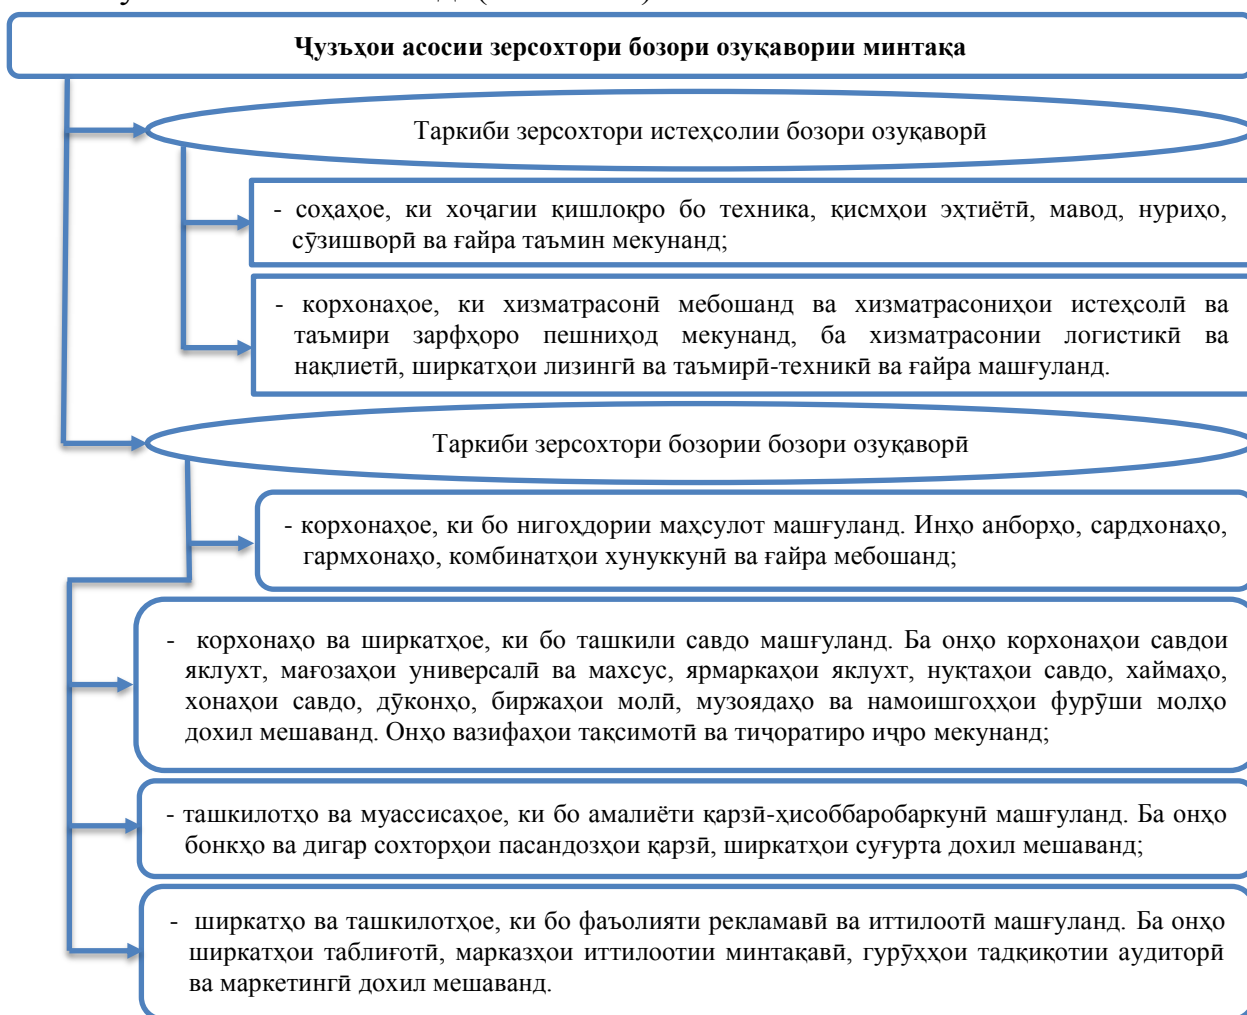 Ҷузъҳои асосии зерсохтори бозори озуқавории минтақа
Таркиби зерсохтори истеҳсолии бозори озуқаворӣ
- соҳаҳое, ки хоҷагии қишлоқро бо техника, қисмҳои эҳтиётӣ, мавод, нуриҳо,
сӯзишворӣ ва ғайра таъмин мекунанд;
- корхонаҳое, ки хизматрасонӣ мебошанд ва хизматрасониҳои истеҳсолӣ ва
таъмири зарфҳоро пешниҳод мекунанд, ба хизматрасонии логистикӣ ва
нақлиетӣ, ширкатҳои лизингӣ ва таъмирӣ-техникӣ ва ғайра машғуланд.
Таркиби зерсохтори бозории бозори озуқаворӣ
- корхонаҳое, ки бо нигоҳдории маҳсулот машғуланд. Инҳо анборҳо, сардхонаҳо,
гармхонаҳо, комбинатҳои хунуккунӣ ва ғайра мебошанд;
- корхонаҳо ва ширкатҳое, ки бо ташкили савдо машғуланд. Ба онҳо корхонаҳои савдои
яклухт, мағозаҳои универсалӣ ва махсус, ярмаркаҳои яклухт, нуқтаҳои савдо, хаймаҳо,
хонаҳои савдо, дӯконҳо, биржаҳои молӣ, музоядаҳо ва намоишгоҳҳои фурӯши молҳо
дохил мешаванд. Онҳо вазифаҳои тақсимотӣ ва тиҷоратиро иҷро мекунанд;
- ташкилотҳо ва муассисаҳое, ки бо амалиёти қарзӣ-ҳисоббаробаркунӣ машғуланд. Ба онҳо
бонкҳо ва дигар сохторҳои пасандозҳои қарзӣ, ширкатҳои суғурта дохил мешаванд;
- ширкатҳо ва ташкилотҳое, ки бо фаъолияти рекламавӣ ва иттилоотӣ машғуланд. Ба онҳо
ширкатҳои таблиғотӣ, марказҳои иттилоотии минтақавӣ, гурӯҳҳои тадқиқотии аудиторӣ
ва маркетингӣ дохил мешаванд.